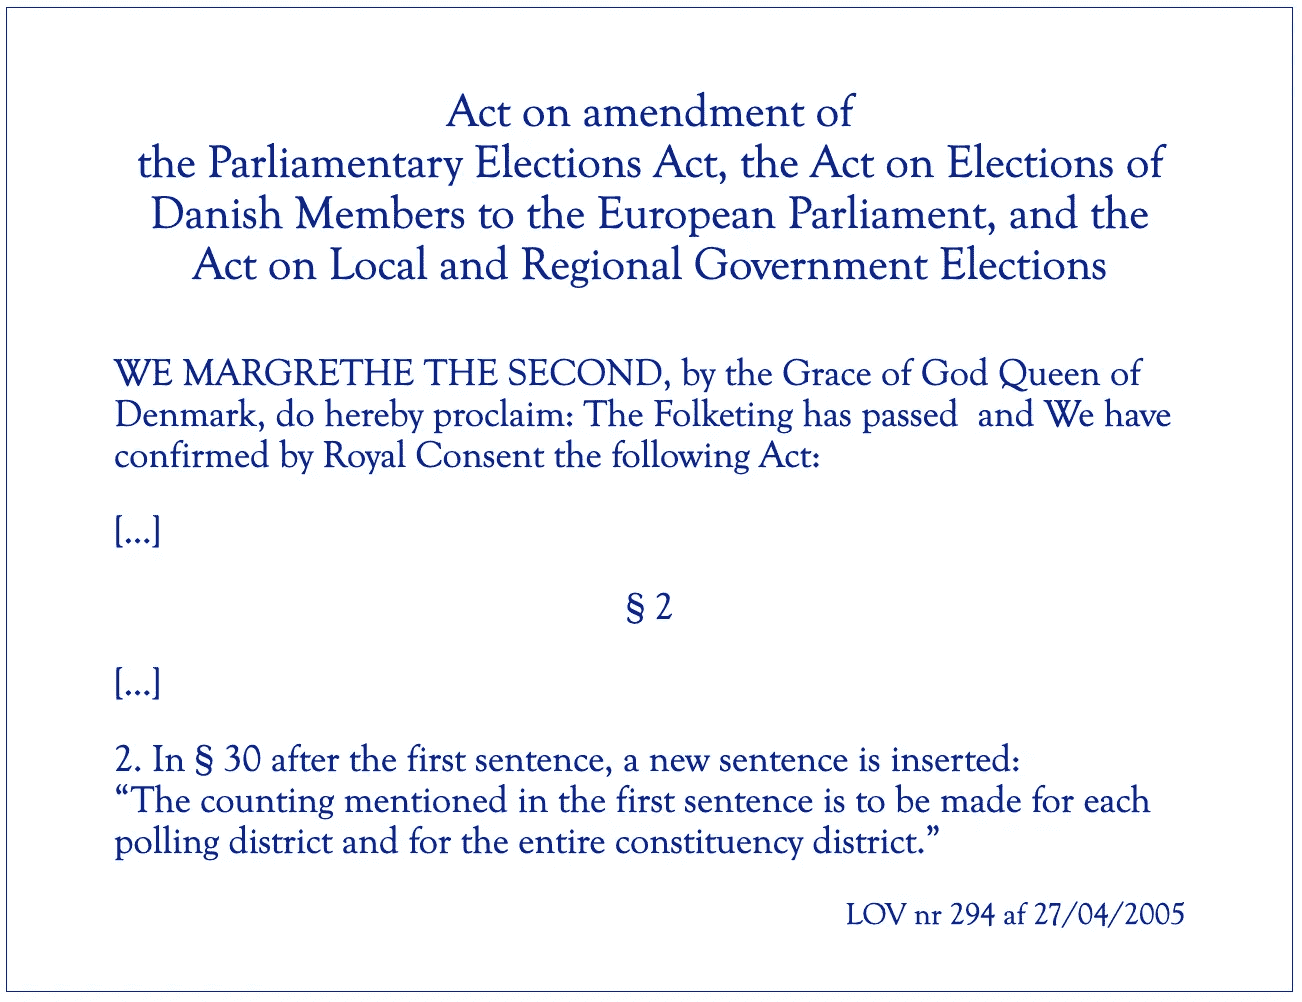 Act on amendment of
the Parliamentary Elections Act, the Act on Elections of
Danish Members to the European Parliament, and the
Act on Local and Regional Government Elections
WE MARGRETHE THE SECOND, by the Grace of God Queen of
Denmark, do hereby proclaim: The Folketing has passed  and We have
confirmed by Royal Consent the following Act:
[...]
§ 2
[...]
2. In § 30 after the first sentence, a new sentence is inserted:
“The counting mentioned in the first sentence is to be made for each
polling district and for the entire constituency district.”
LOV nr 294 af 27/04/2005